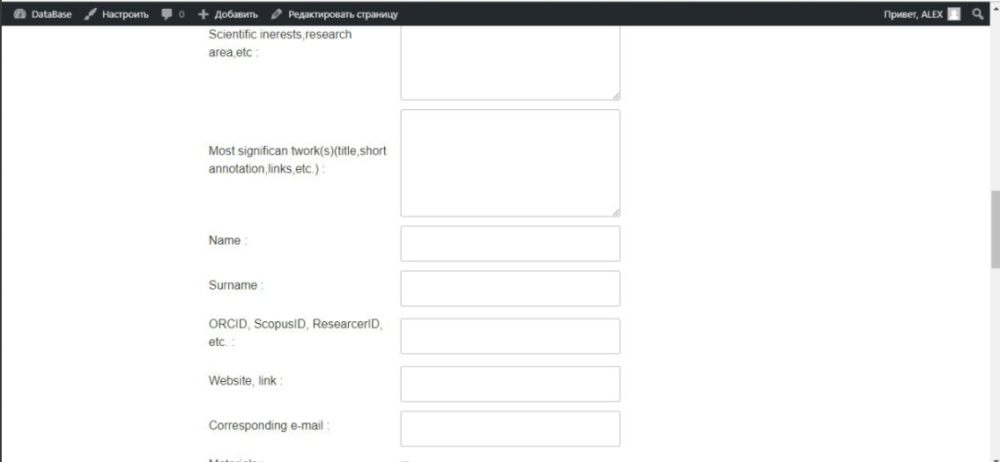 DataBase Настроить 0 Добавить Редактировать страницу Привет, ALEX
Scientific inerests,research
area,etc :
Most significan twork(s)(title,short
annotation,links,etc.) :
Name :
Surname :
ORCID, ScopusID, ResearcerID,
etc. :
Website, link :
Corresponding e-mail :
Materials :